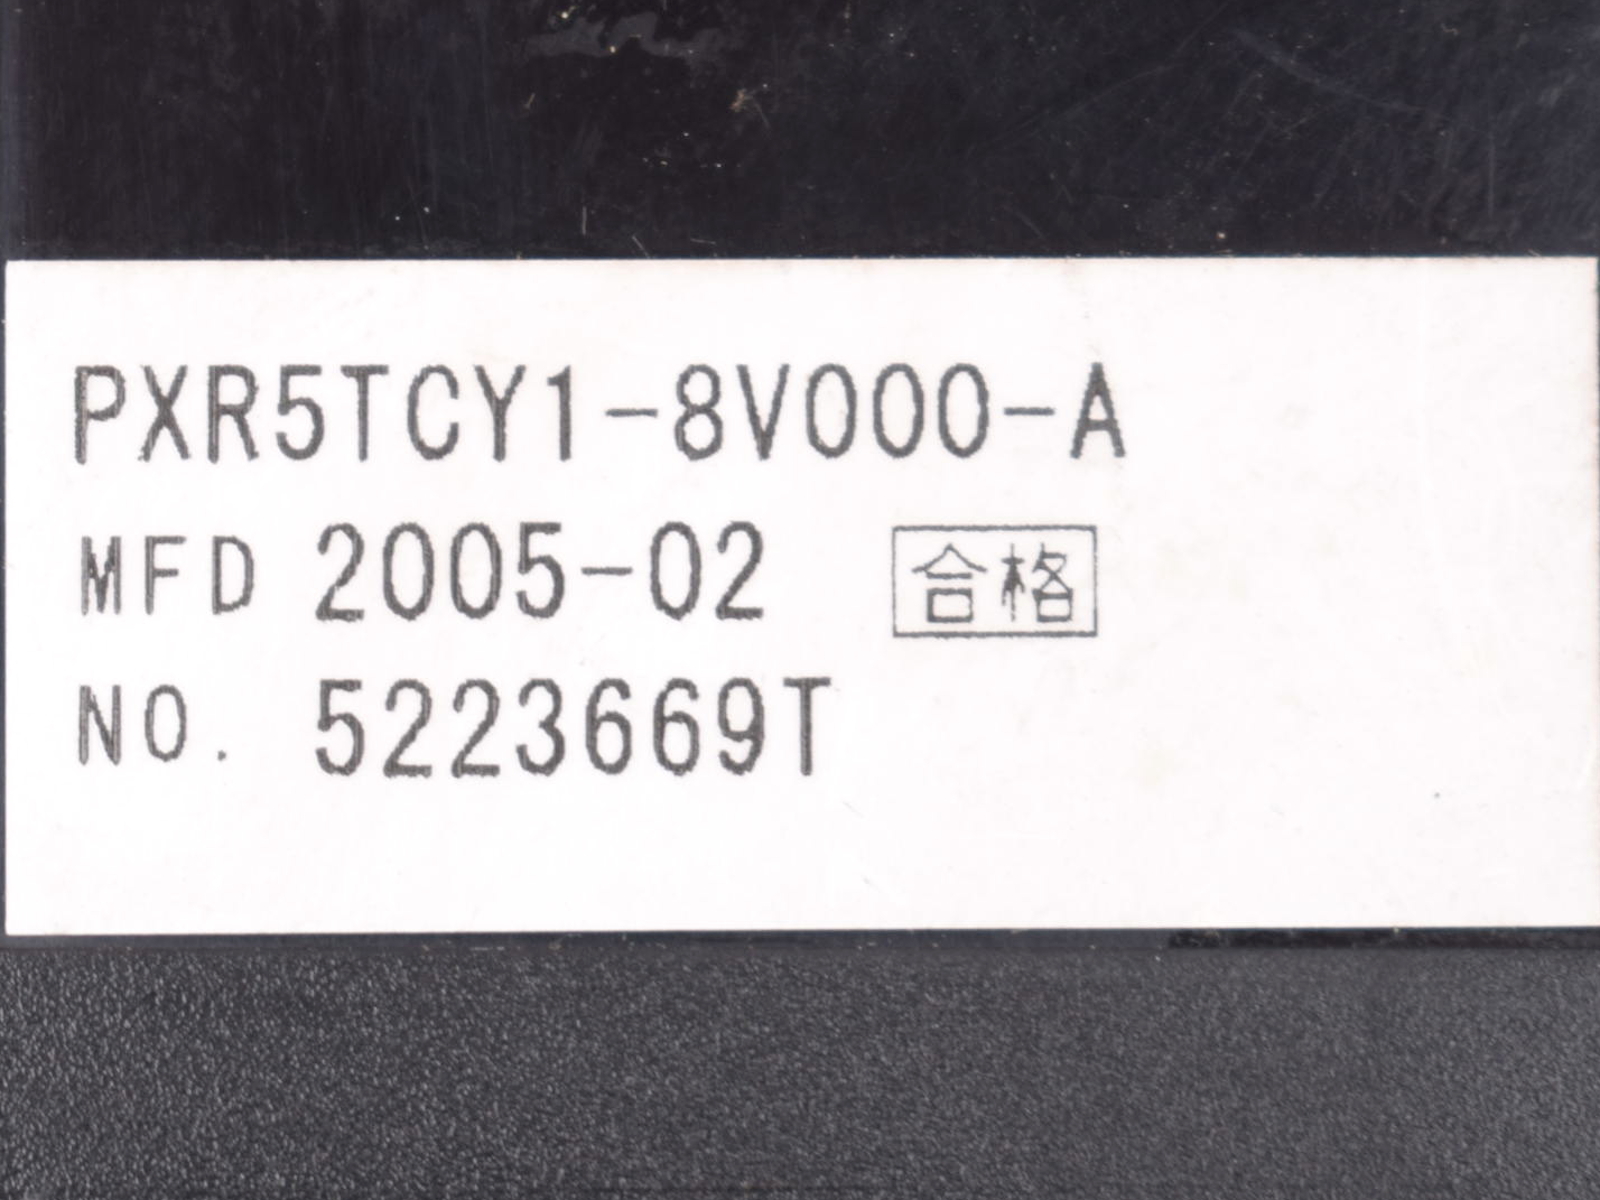 PXR5TCY1-8V000-A
MFD 2005-02 合格
NO. 5223669T